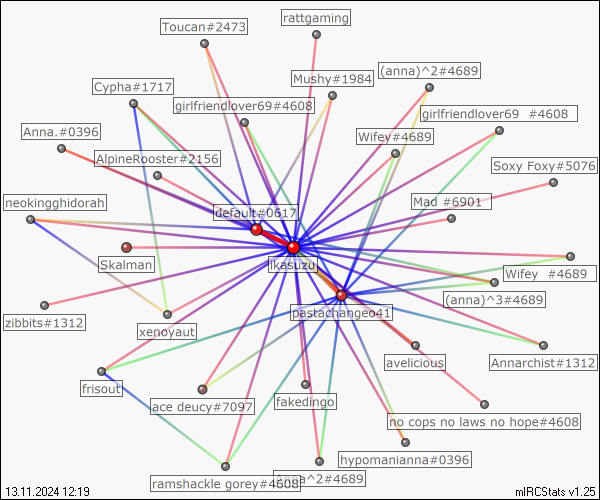 Toucan#2473
rattgaming
Cypha#1717
Mushy#1984
(anna)^2#4689
girlfriendlover69#4608
girlfriendlover69 #4608
Anna.#0396
Wifey#4689
AlpineRooster#2156
Soxy Foxy#5076
neokingghidorah
default#0617
Mad #6901
Skalman
ikasuzu
Wifey #4689
(anna)^3#4689
zibbits#1312
xenoyaut
pastachangeo41
frisout
avelicious
Annarchist#1312
ace deucy#7097
fakedingo
no cops no laws no hope#4608
hypomanianna#0396
ramshackle gorey#4608
Anna^2#4689
13.11.2024 12:19
mIRCStats v1.25